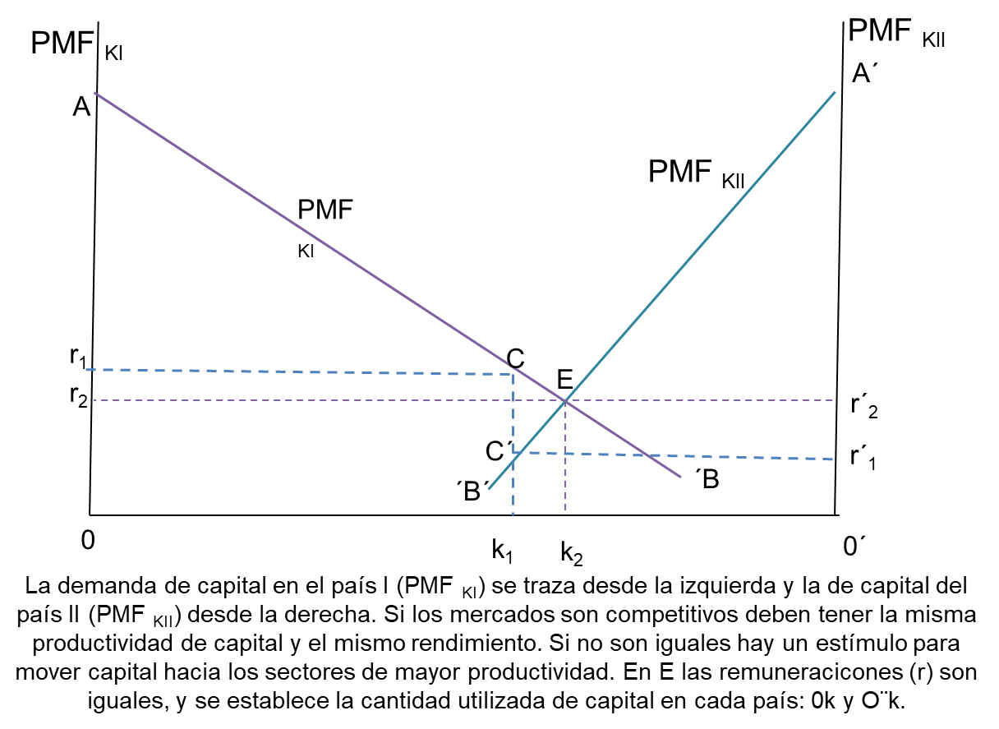 PMF KI
PMF KII
A
A´
PMF KII
PMF
KI
r1
C
r2
E
r´2
C´
r´1
´B´
´B
0
k1
k2
0´
La demanda de capital en el país I (PMF KI) se traza desde la izquierda y la de capital del
país II (PMF KII) desde la derecha. Si los mercados son competitivos deben tener la misma
productividad de capital y el mismo rendimiento. Si no son iguales hay un estímulo para
mover capital hacia los sectores de mayor productividad. En E las remuneracicones (r) son
iguales, y se establece la cantidad utilizada de capital en cada país: 0k y O¨k.